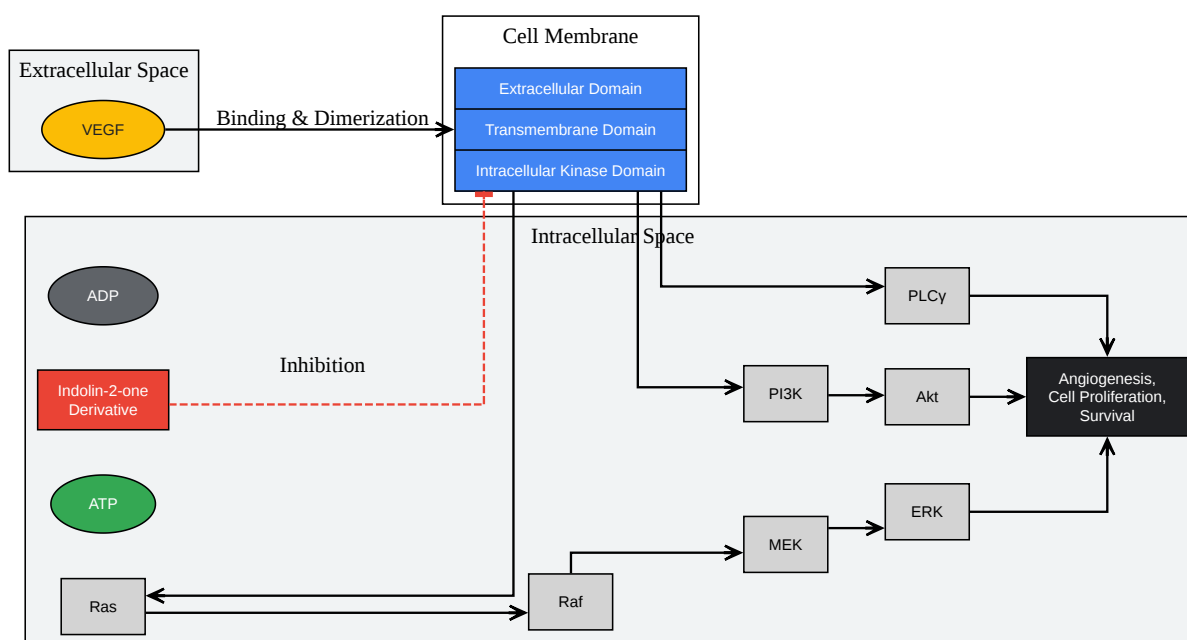 Cell Membrane
Extracellular Space
Extracellular Domain
VEGF
Binding & Dimerization
Transmembrane Domain
Intracellular Kinase Domain
Intracellular Space
ADP
PLCγ
Inhibition
Indolin-2-one
Derivative
PI3K
Akt
Angiogenesis,
Cell Proliferation,
Survival
ATP
ERK
MEK
Ras
Raf